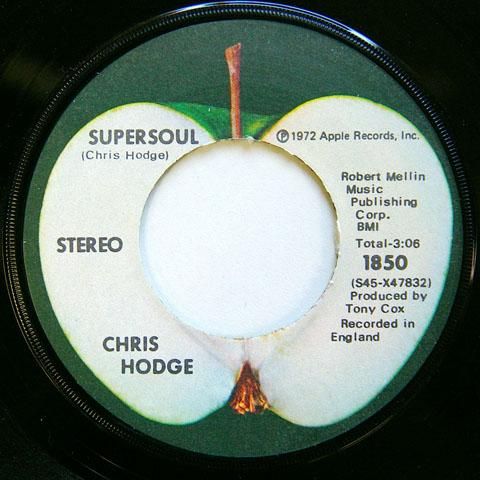 SUPERSOUL
(Chris Hodge)
℗1972 Apple Records, Inc.
Robert Mellin
Music
Publishing
Corp.
BMI
STEREO
Total-3:06
1850
(S45-X47832)
Produced by
Tony Cox
Recorded in
England
CHRIS
HODGE